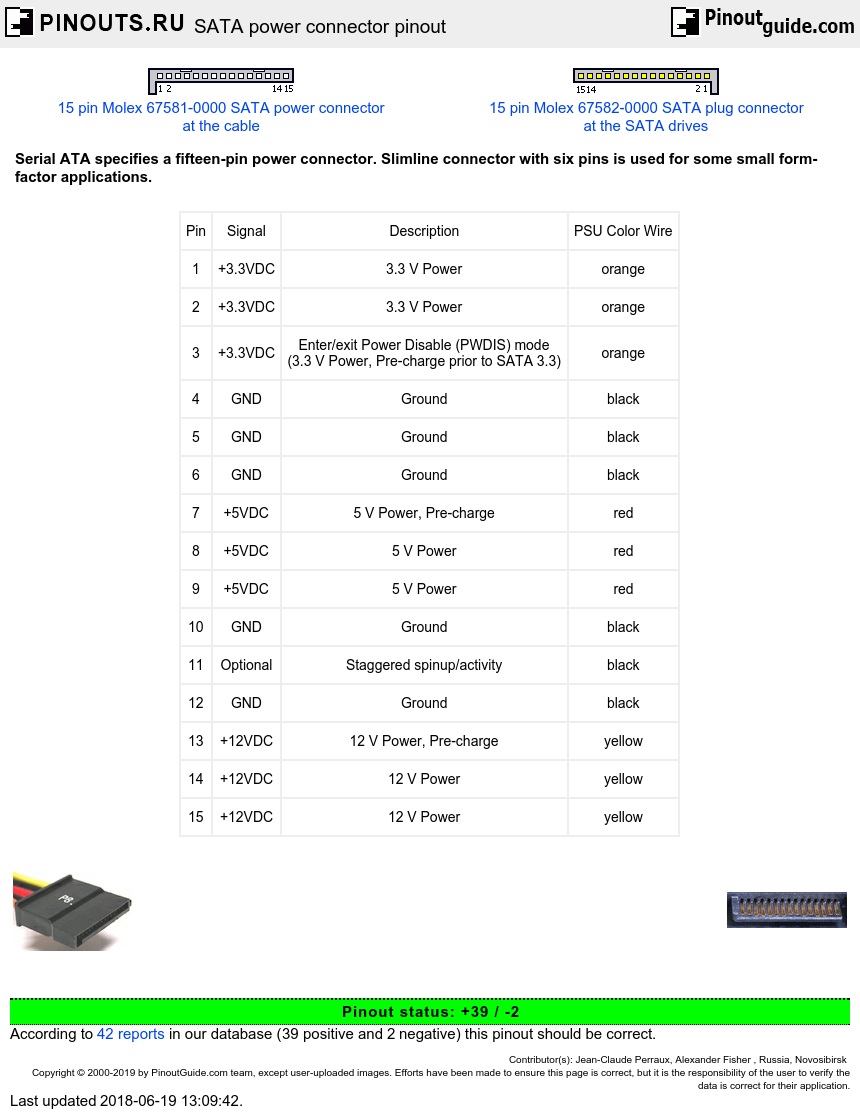 PINOUTS.RU SATA power connector pinout
Pinout
guide.com
1 2 14 15
15 14 2 1
15 pin Molex 67581-0000 SATA power connector
at the cable
15 pin Molex 67582-0000 SATA plug connector
at the SATA drives
Serial ATA specifies a fifteen-pin power connector. Slimline connector with six pins is used for some small form-
factor applications.
Pin Signal Description PSU Color Wire
1 +3.3VDC 3.3 V Power orange
2 +3.3VDC 3.3 V Power orange
3 +3.3VDC Enter/exit Power Disable (PWDIS) mode
(3.3 V Power, Pre-charge prior to SATA 3.3) orange
4 GND Ground black
5 GND Ground black
6 GND Ground black
7 +5VDC 5 V Power, Pre-charge red
8 +5VDC 5 V Power red
9 +5VDC 5 V Power red
10 GND Ground black
11 Optional Staggered spinup/activity black
12 GND Ground black
13 +12VDC 12 V Power, Pre-charge yellow
14 +12VDC 12 V Power yellow
15 +12VDC 12 V Power yellow
P8.
Pinout status: +39 / -2
According to 42 reports in our database (39 positive and 2 negative) this pinout should be correct.
Contributor(s): Jean-Claude Perraux, Alexander Fisher , Russia, Novosibirsk
Copyright © 2000-2019 by PinoutGuide.com team, except user-uploaded images. Efforts have been made to ensure this page is correct, but it is the responsibility of the user to verify the
data is correct for their application.
Last updated 2018-06-19 13:09:42.